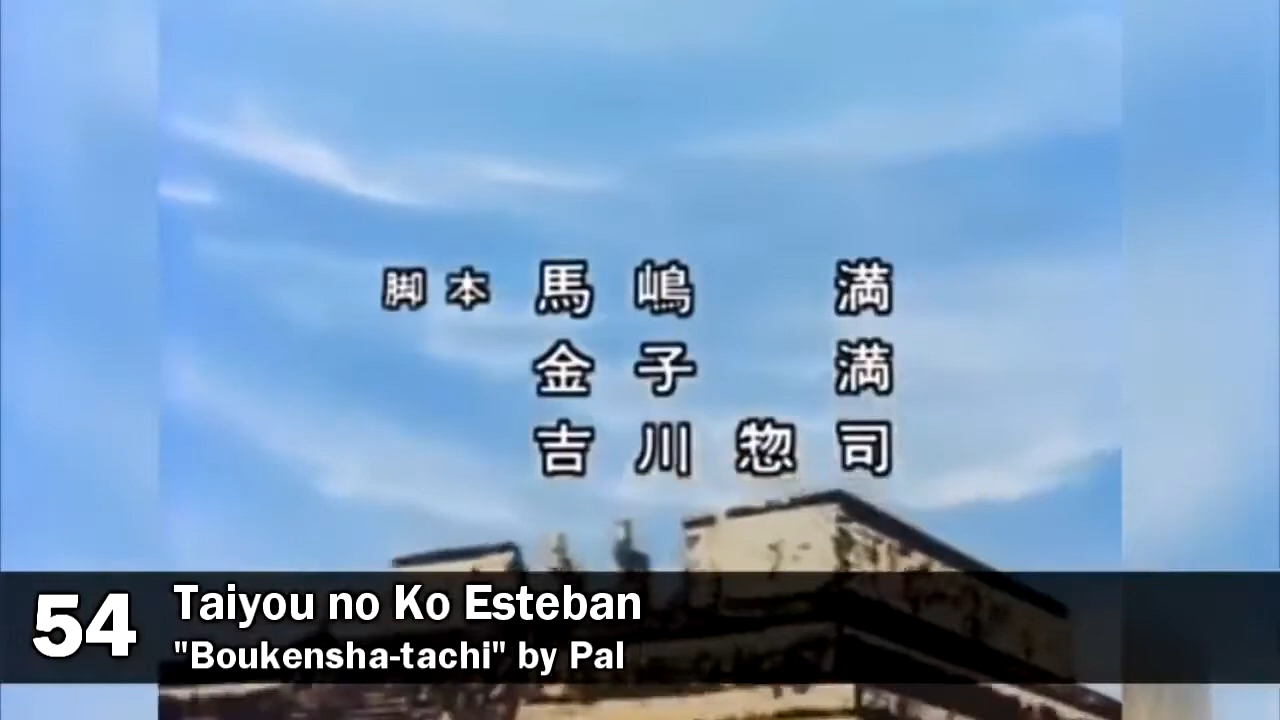 脚本 馬嶋 満
金子 満
吉川惣司
54
Taiyou no Ko Esteban
"Boukensha-tachi" by Pal